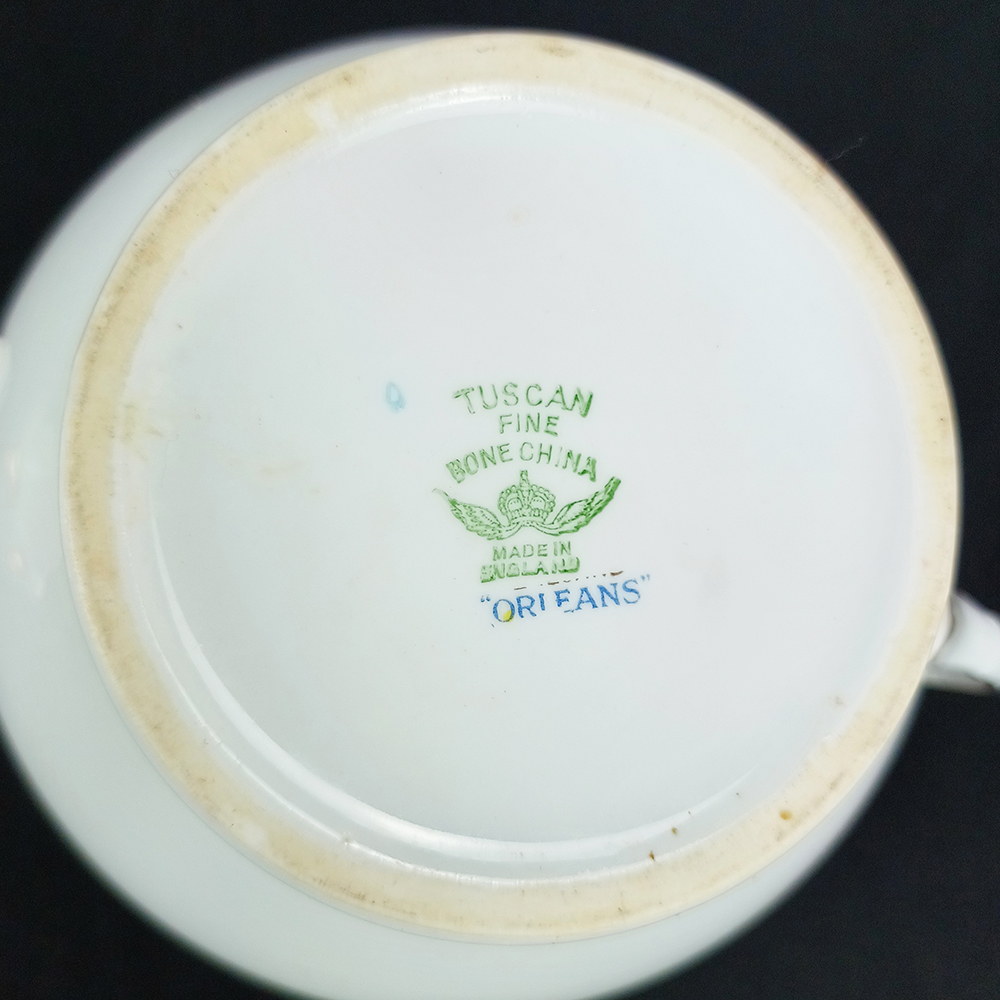 TUSCAN
FINE
BONE CHINA
MADE IN
ENGLAND
"ORLEANS"